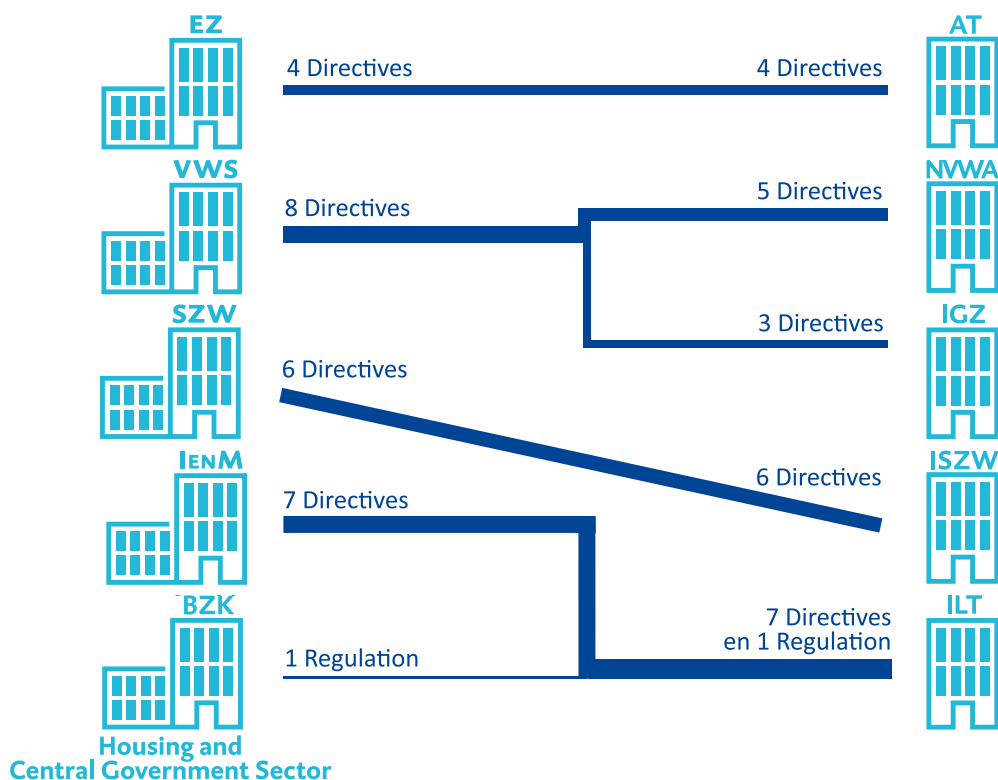 EZ
AT
4 Directives
4 Directives
VWS
NVWA
8 Directives
5 Directives
SZW
IGZ
3 Directives
6 Directives
IENM
ISZW
6 Directives
7 Directives
BZK
ILT
7 Directives
en 1 Regulation
1 Regulation
Housing and
Central Government Sector